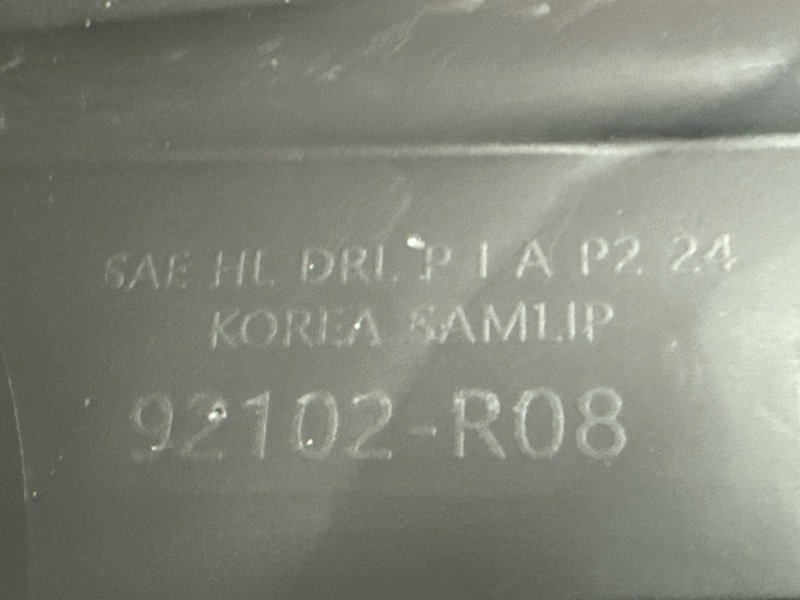 SAE HL DRL P I A P2 24
KOREA SAMLIP
92102-R08